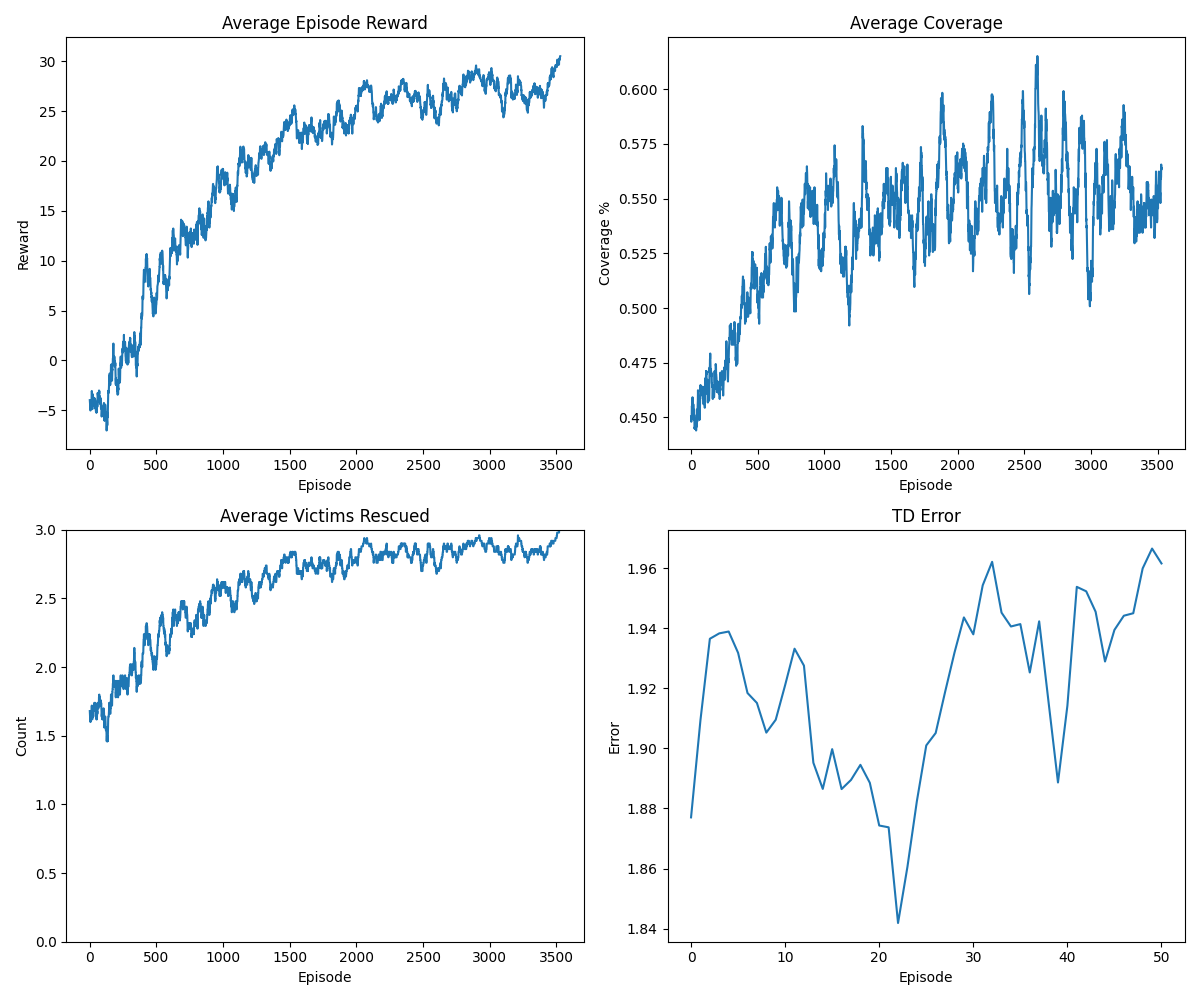 Average Episode Reward
30
25
20
15
10
5
0
−5
Reward
0 500 1000 1500 2000 2500 3000 3500
Episode
Average Coverage
0.600
0.575
0.550
0.525
0.500
0.475
0.450
Coverage %
0 500 1000 1500 2000 2500 3000 3500
Episode
Average Victims Rescued
3.0
2.5
2.0
1.5
1.0
0.5
0.0
Count
0 500 1000 1500 2000 2500 3000 3500
Episode
TD Error
1.96
1.94
1.92
1.90
1.88
1.86
1.84
Error
0 10 20 30 40 50
Episode